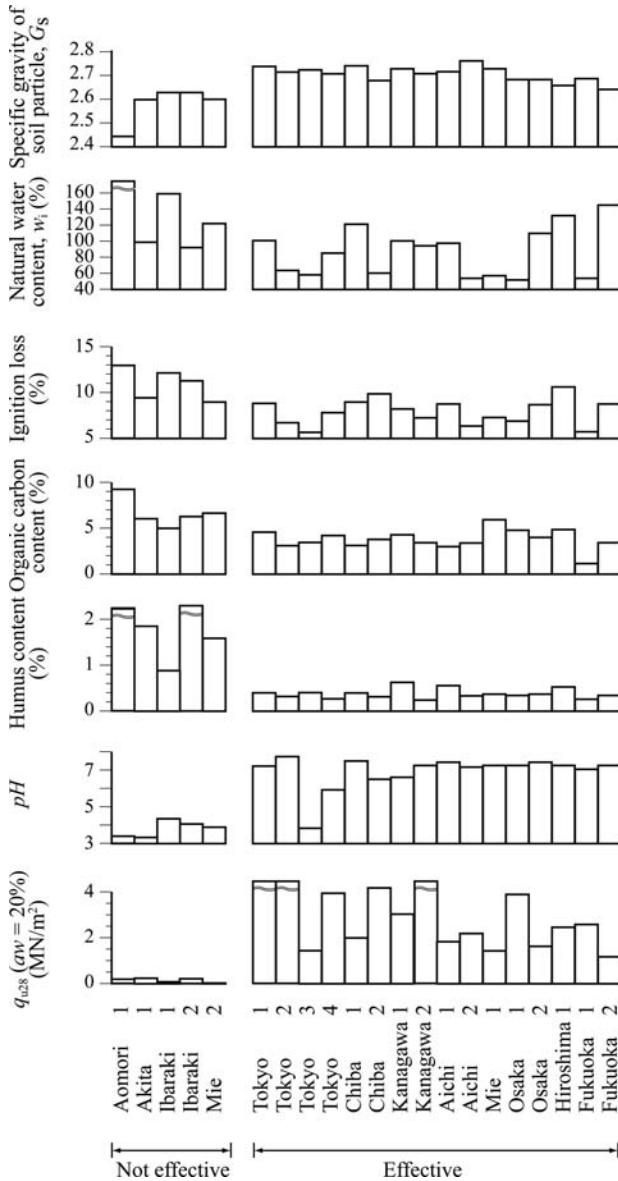 Specific gravity of
soil particle, Gs
2.8
2.7
2.6
2.5
2.4
Natural water
content, wi (%)
160
140
120
100
80
60
40
Ignition loss
(%)
15
10
5
Organic carbon
content (%)
10
5
0
Humus content
(%)
2
1
0
pH
7
5
3
qu28 (aw = 20%)
(MN/m²)
4
2
0
Aomori 1
Akita 1
Ibaraki 1
Ibaraki 2
Mie 2
Tokyo 1
Tokyo 2
Tokyo 3
Tokyo 4
Chiba 1
Chiba 2
Kanagawa 1
Kanagawa 2
Aichi 1
Aichi 2
Mie 1
Osaka 1
Osaka 2
Hiroshima 1
Fukuoka 1
Fukuoka 2
Not effective
Effective